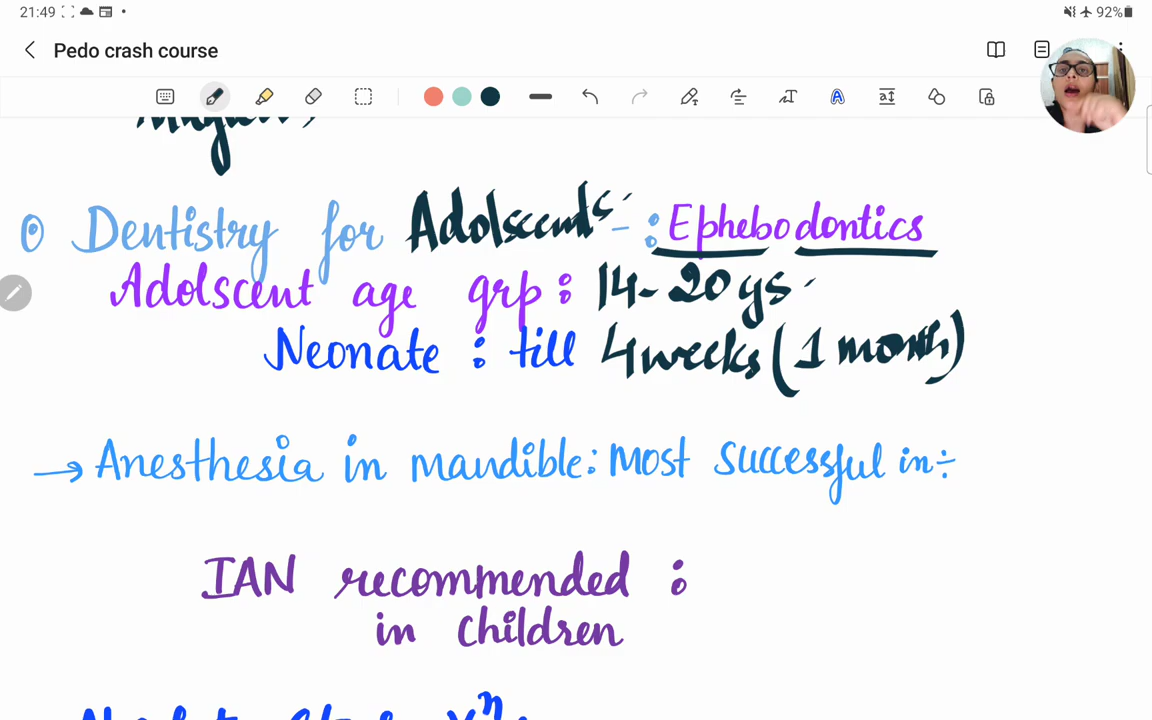 21:49
92%
Pedo crash course
Dentistry for Adolscents :- : Ephebodontics
Adolscent age grp : 14-20 ys
Neonate : till 4 weeks (1 month)
→ Anesthesia in mandible: Most successful in:-
IAN recommended :
in children